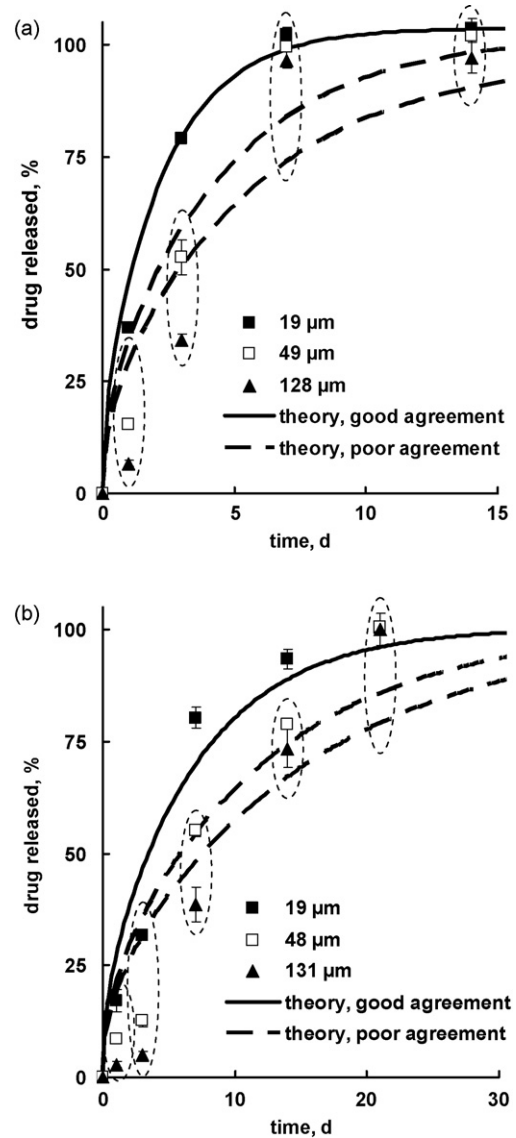 (a)
100
75
50
25
0
drug released, %
19 µm
49 µm
128 µm
theory, good agreement
theory, poor agreement
0 5 10 15
time, d
(b)
100
75
50
25
0
drug released, %
19 µm
48 µm
131 µm
theory, good agreement
theory, poor agreement
0 10 20 30
time, d